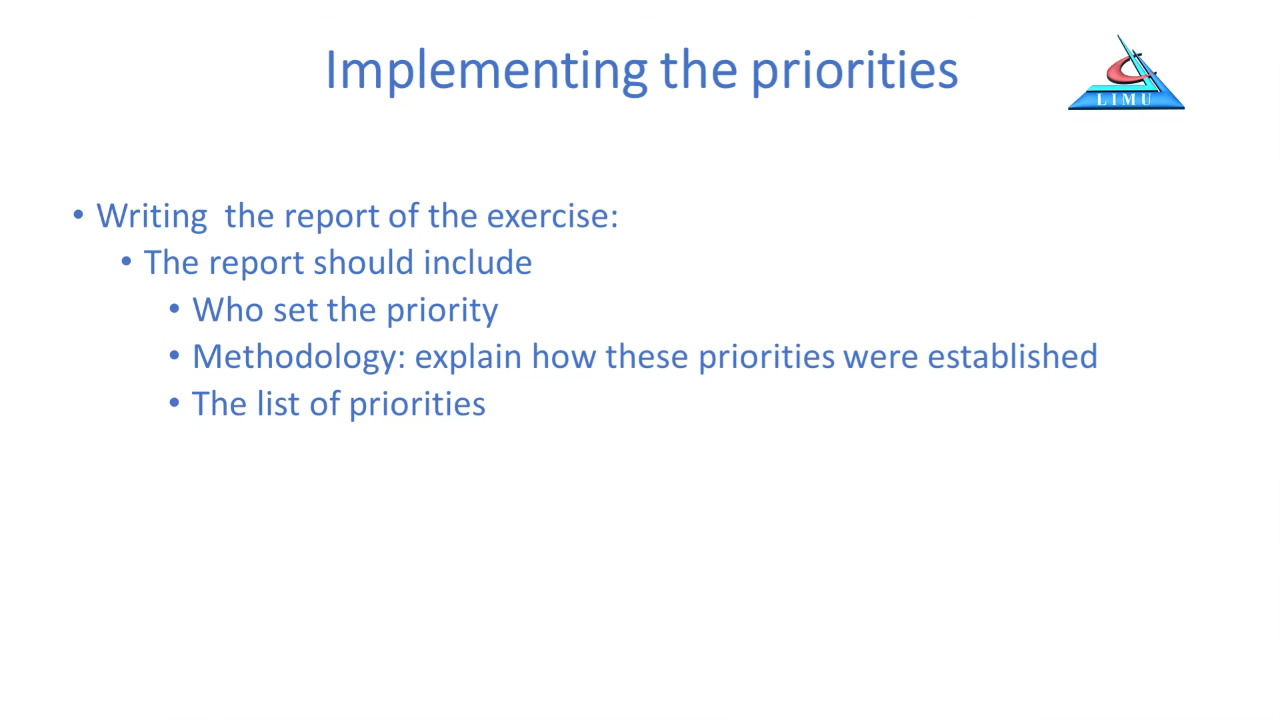 Implementing the priorities
LIMU
• Writing  the report of the exercise:
• The report should include
• Who set the priority
• Methodology: explain how these priorities were established
• The list of priorities